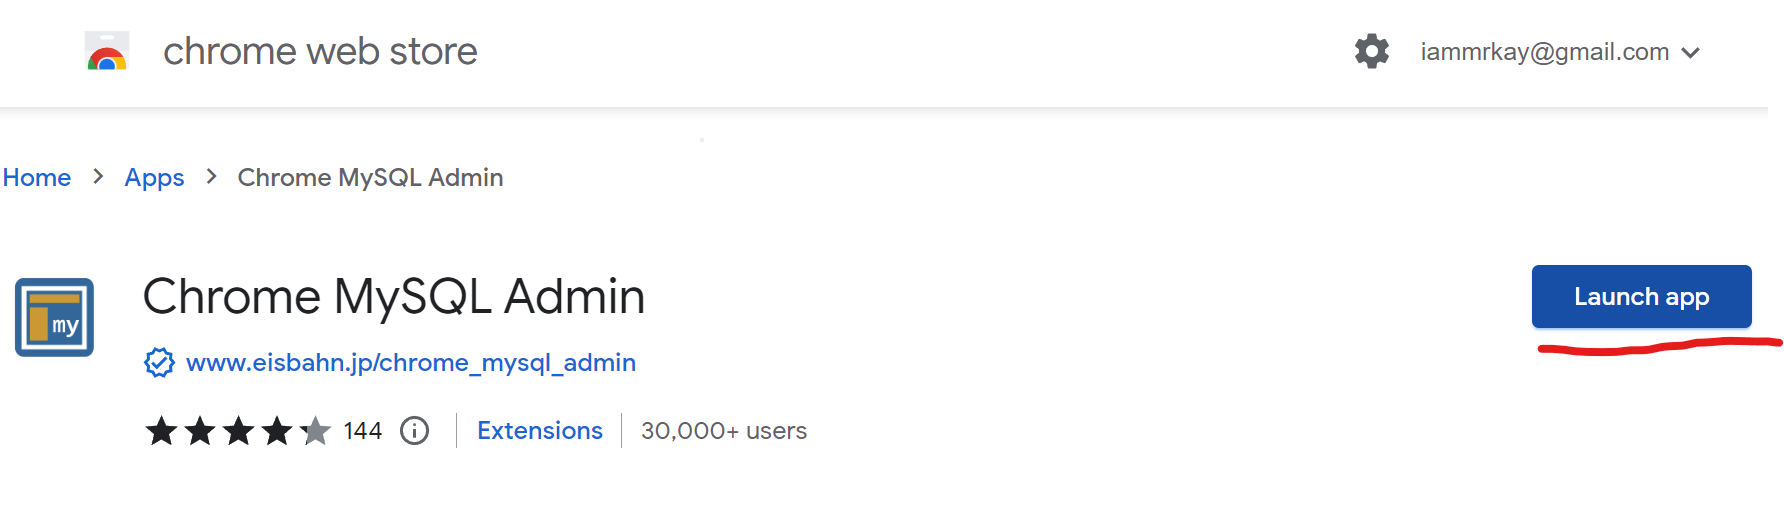 chrome web store
iammrkay@gmail.com
Home > Apps > Chrome MySQL Admin
my
Chrome MySQL Admin
Launch app
www.eisbahn.jp/chrome_mysql_admin
144 Extensions 30,000+ users